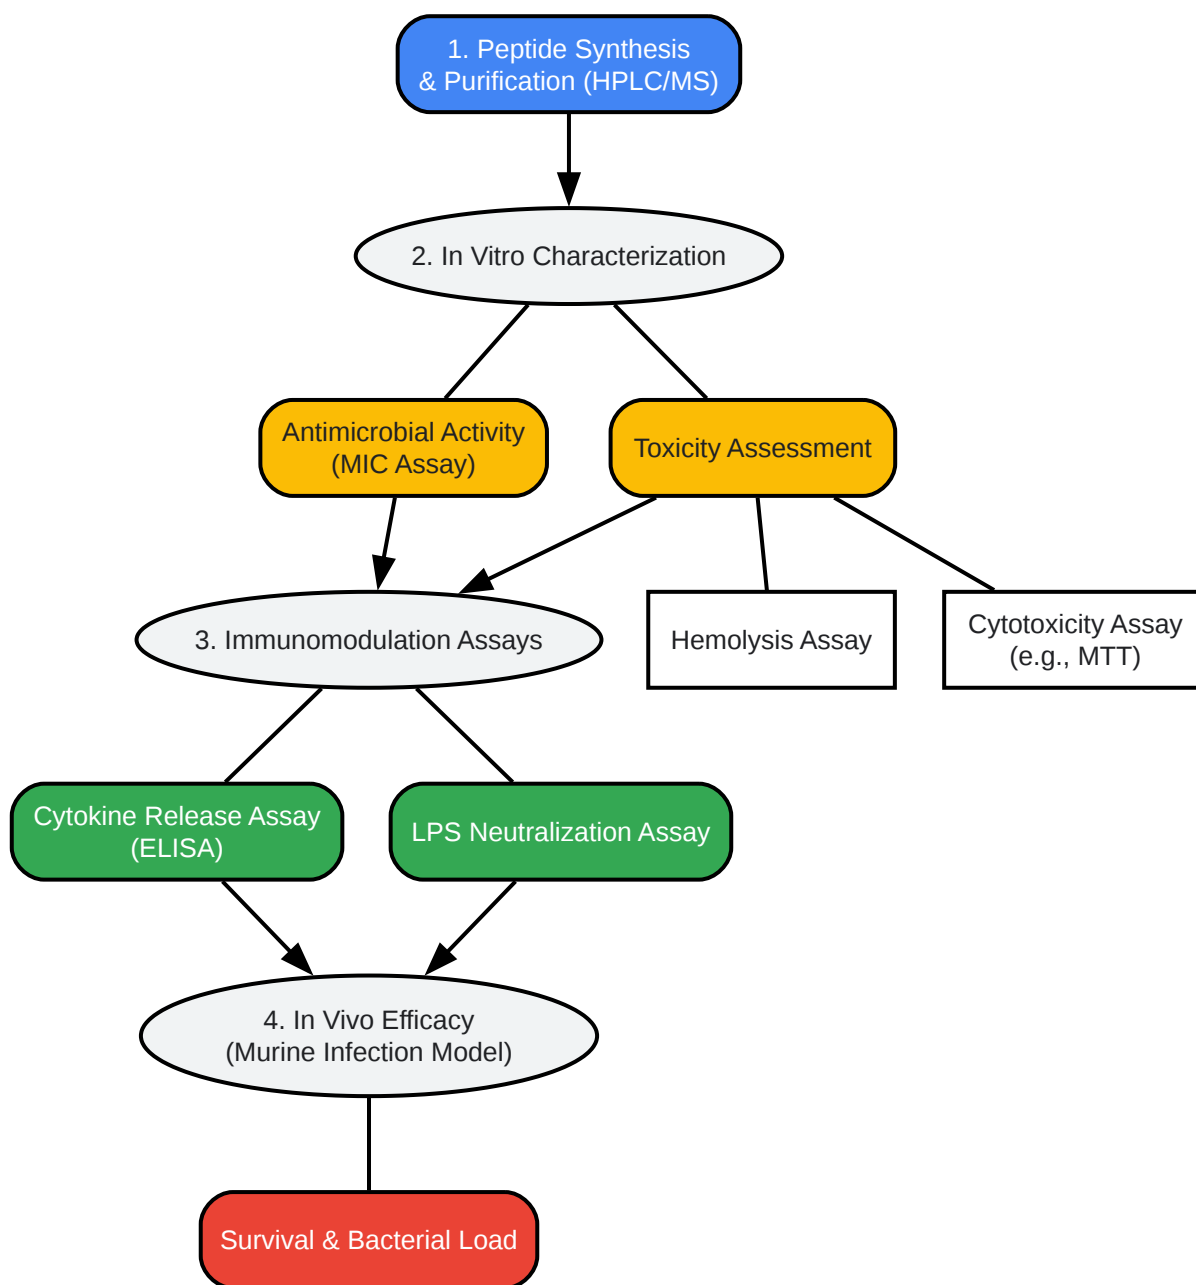 1. Peptide Synthesis
& Purification (HPLC/MS)
2. In Vitro Characterization
Antimicrobial Activity
(MIC Assay)
Toxicity Assessment
3. Immunomodulation Assays
Hemolysis Assay
Cytotoxicity Assay
(e.g., MTT)
Cytokine Release Assay
(ELISA)
LPS Neutralization Assay
4. In Vivo Efficacy
(Murine Infection Model)
Survival & Bacterial Load